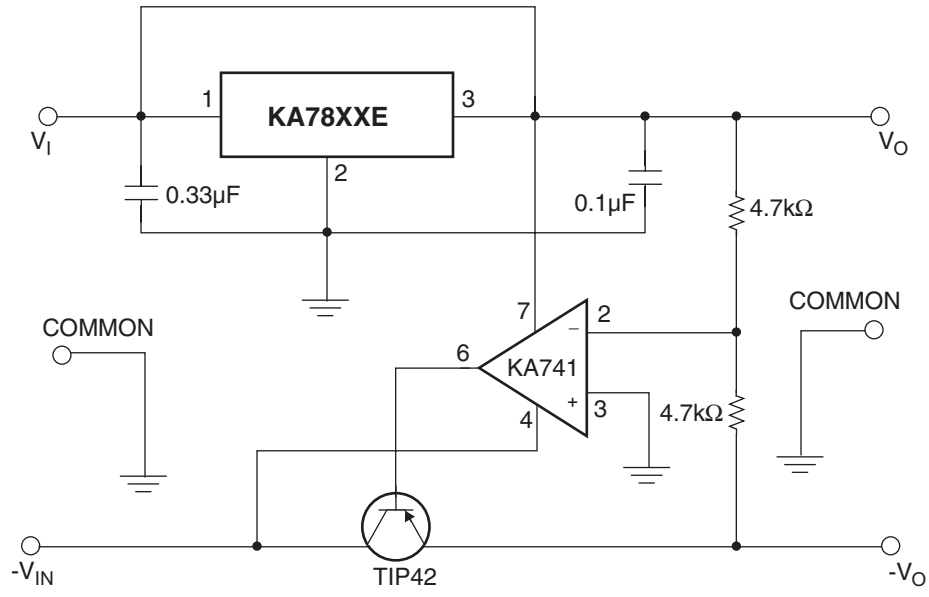 1
KA78XXE
3
V_I
V_O
2
0.33μF
0.1μF
4.7kΩ
COMMON
COMMON
7
2
−
6
KA741
+
3
4
4.7kΩ
-V_IN
TIP42
-V_O